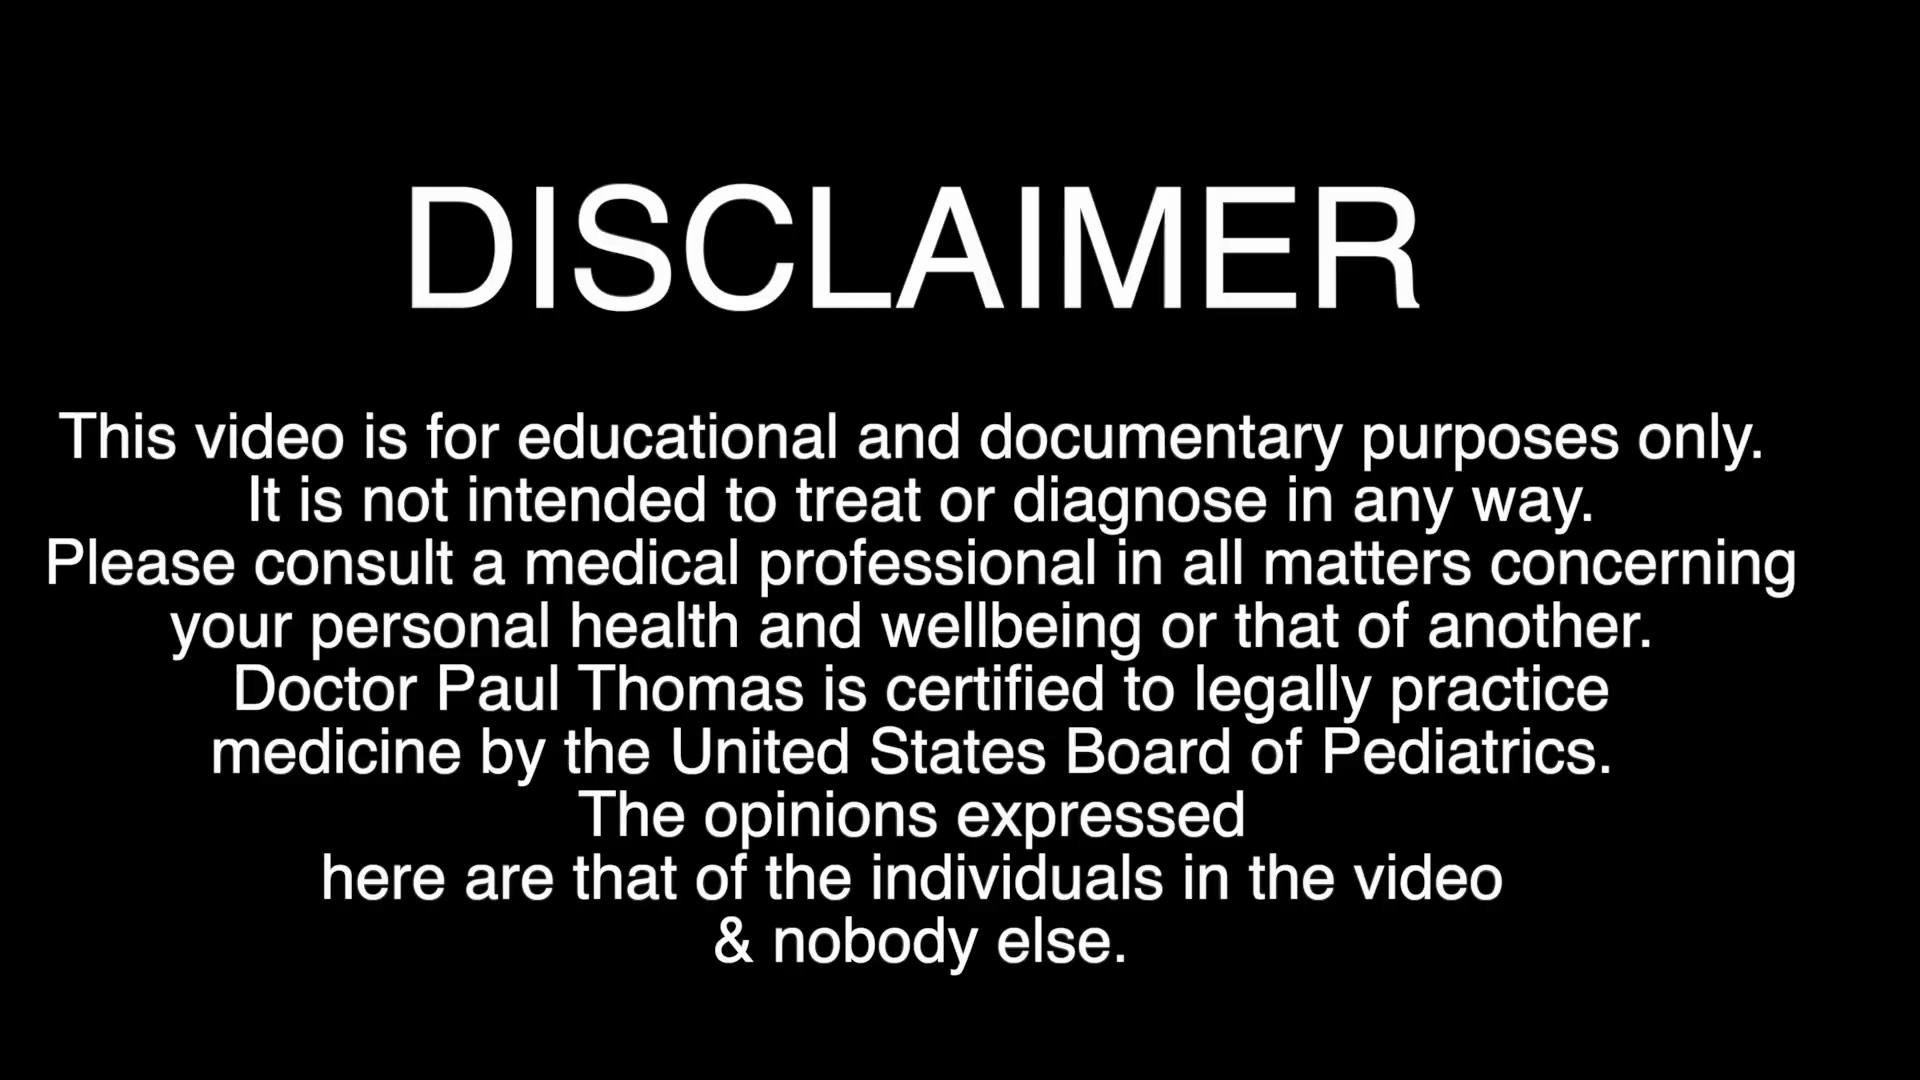 DISCLAIMER
This video is for educational and documentary purposes only.
It is not intended to treat or diagnose in any way.
Please consult a medical professional in all matters concerning
your personal health and wellbeing or that of another.
Doctor Paul Thomas is certified to legally practice
medicine by the United States Board of Pediatrics.
The opinions expressed
here are that of the individuals in the video
& nobody else.